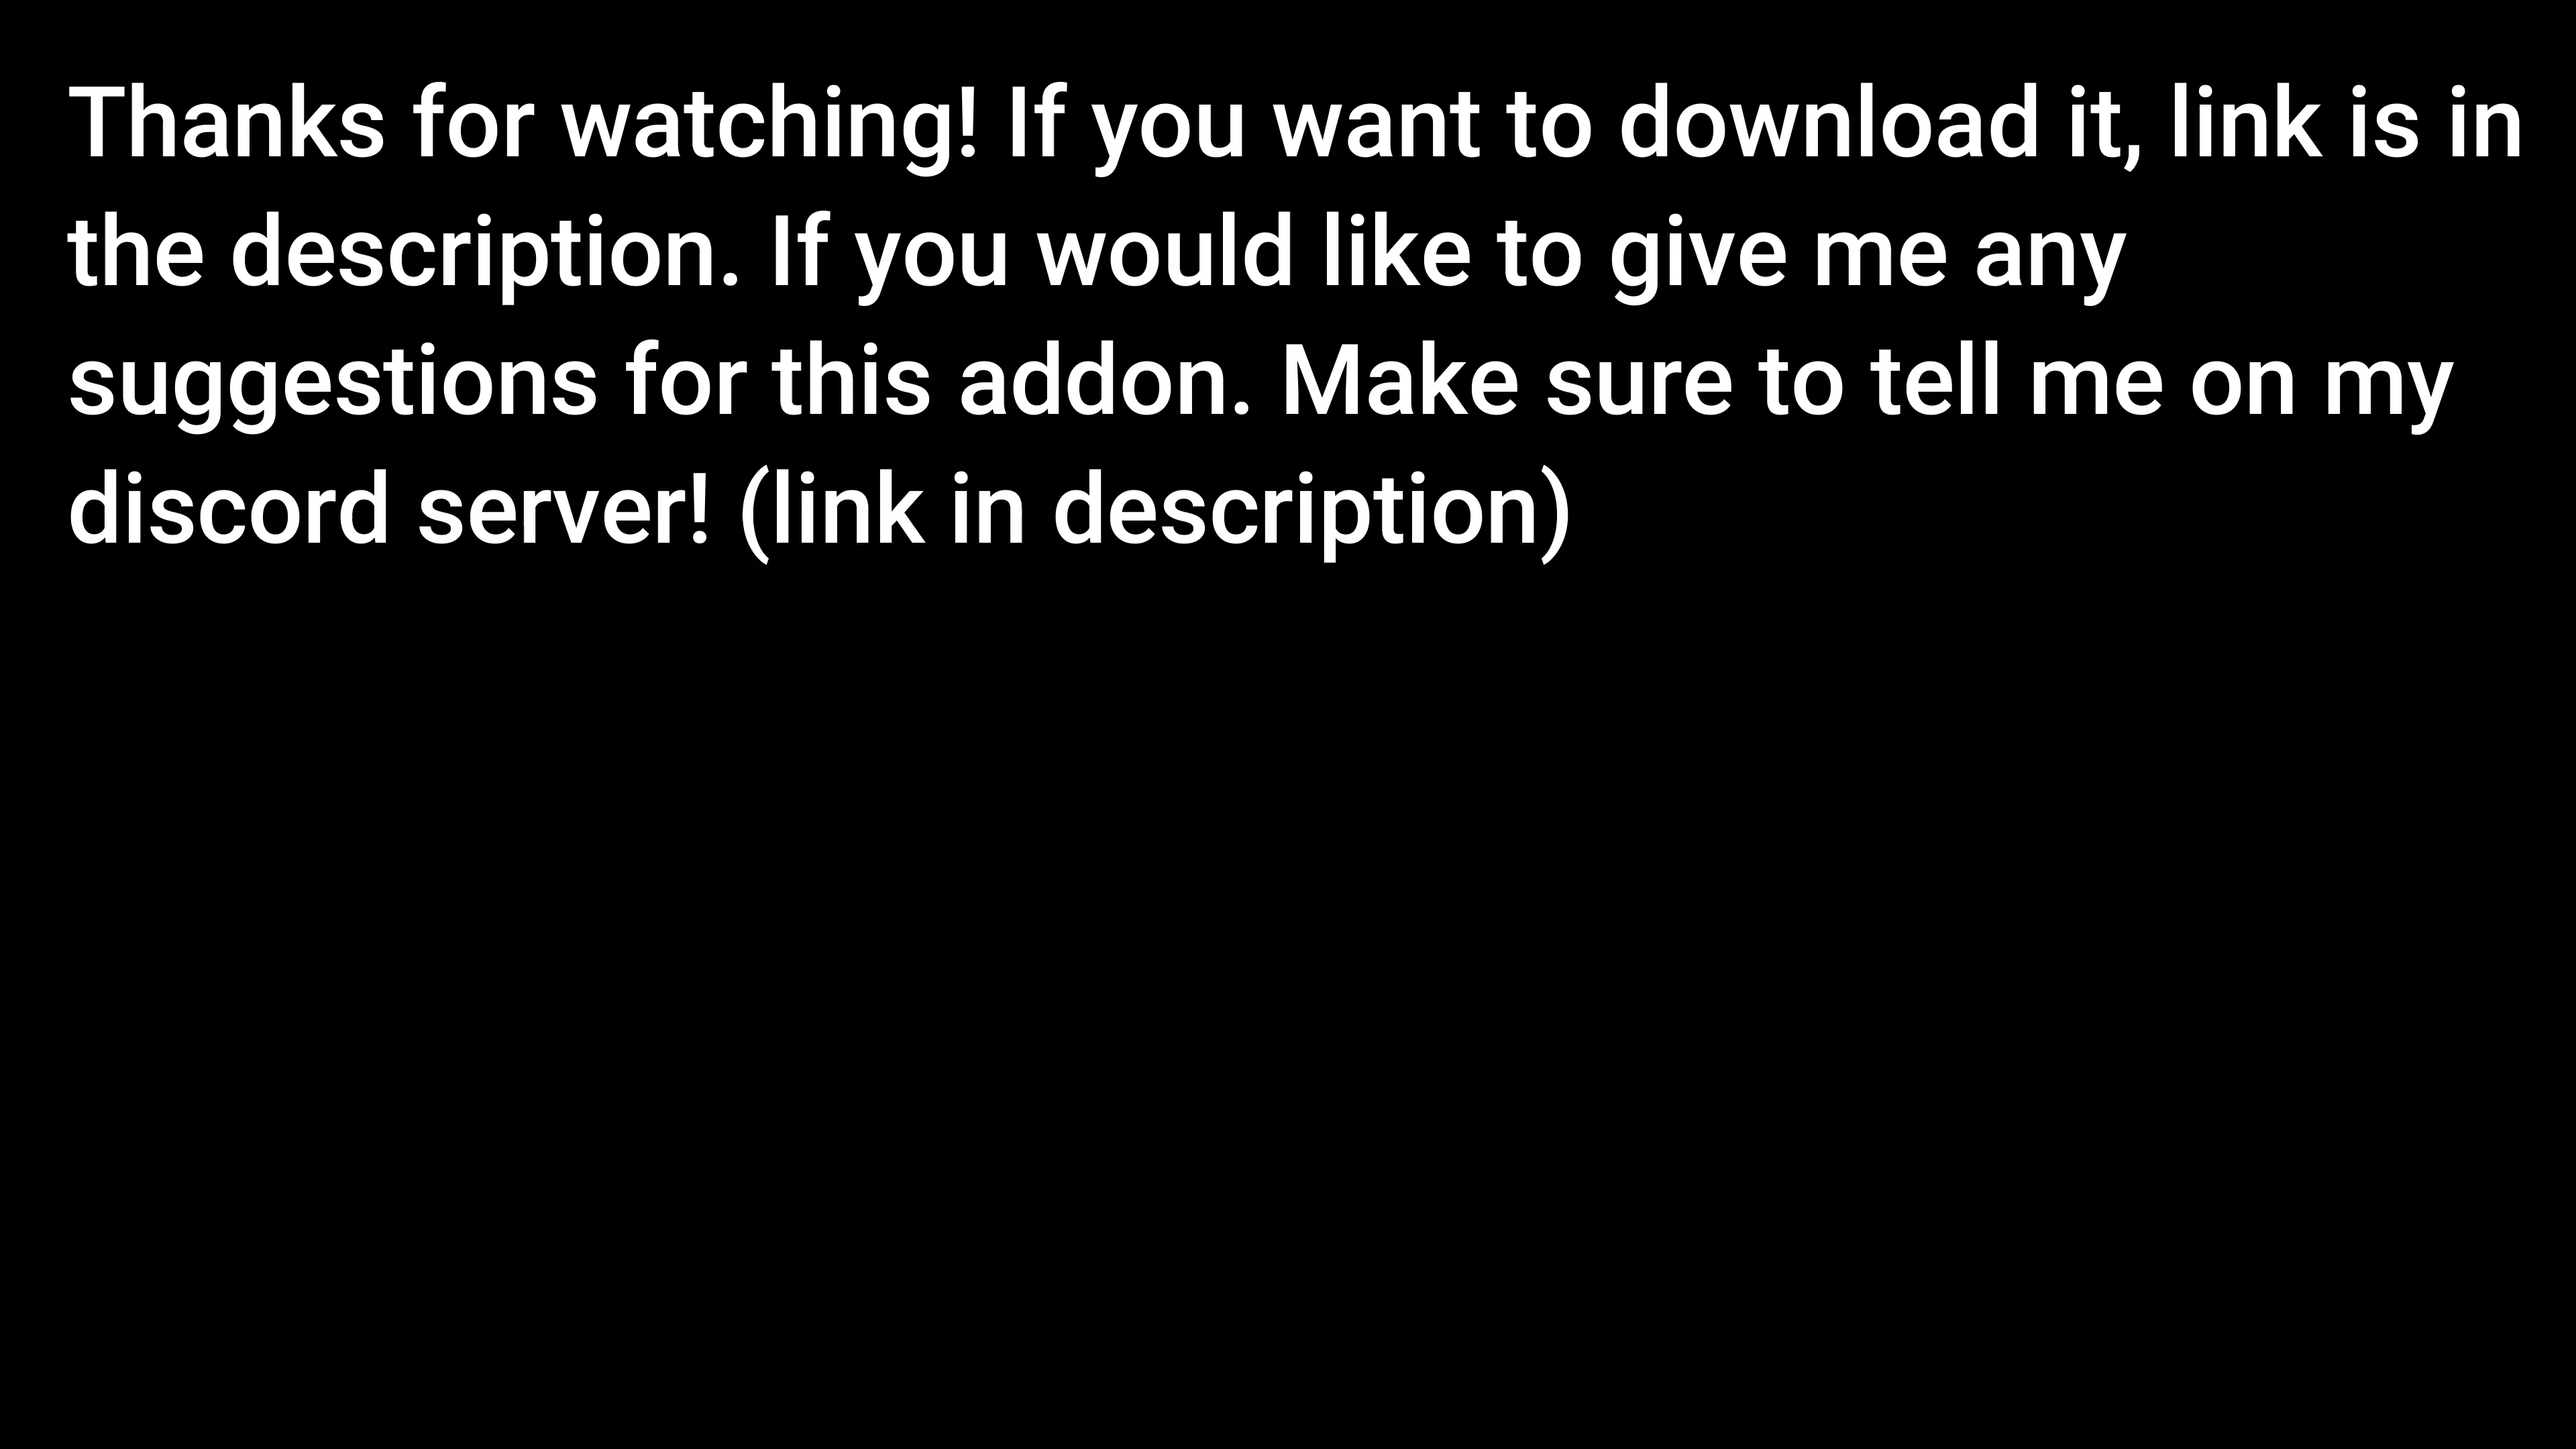 Thanks for watching! If you want to download it, link is in
the description. If you would like to give me any
suggestions for this addon. Make sure to tell me on my
discord server! (link in description)